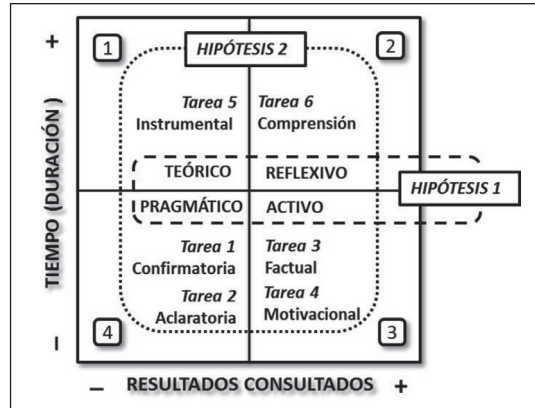 +
1
HIPÓTESIS 2
2
Tarea 5
Instrumental
Tarea 6
Comprensión
TEÓRICO
REFLEXIVO
HIPÓTESIS 1
PRAGMÁTICO
ACTIVO
Tarea 1
Confirmatoria
Tarea 3
Factual
Tarea 2
Aclaratoria
Tarea 4
Motivacional
4
3
TIEMPO (DURACIÓN )
–
– RESULTADOS CONSULTADOS +